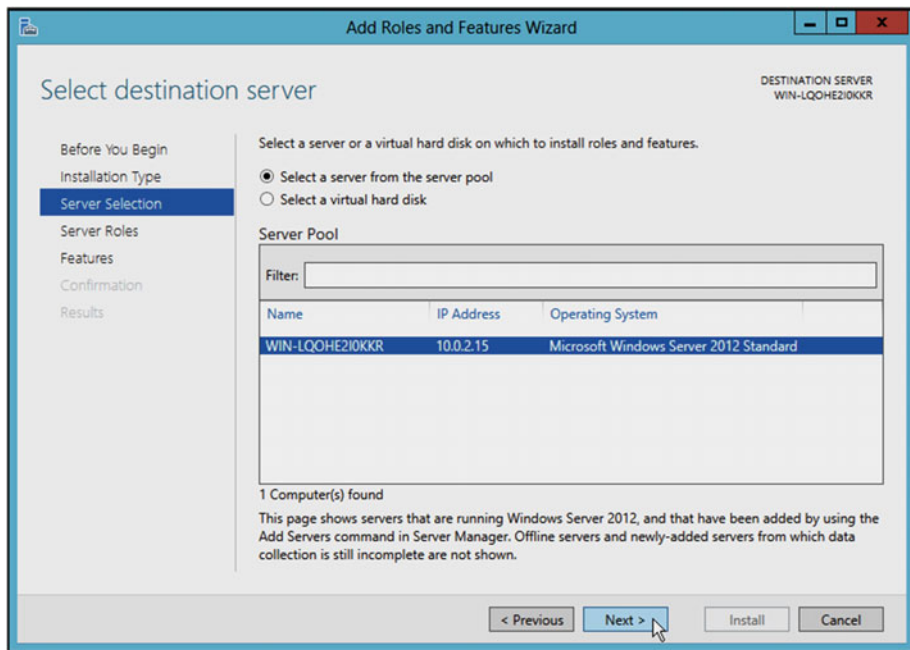 Add Roles and Features Wizard
Select destination server
DESTINATION SERVER
WIN-LQOHE2I0KKR
Before You Begin
Installation Type
Server Selection
Server Roles
Features
Confirmation
Results
Select a server or a virtual hard disk on which to install roles and features.
Select a server from the server pool
Select a virtual hard disk
Server Pool
Filter:
Name IP Address Operating System
WIN-LQOHE2I0KKR 10.0.2.15 Microsoft Windows Server 2012 Standard
1 Computer(s) found
This page shows servers that are running Windows Server 2012, and that have been added by using the
Add Servers command in Server Manager. Offline servers and newly-added servers from which data
collection is still incomplete are not shown.
< Previous Next > Install Cancel